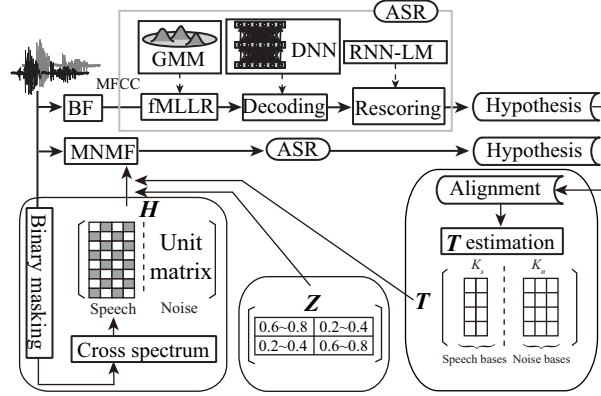 ASR
GMM
DNN
RNN-LM
MFCC
BF
fMLLR
Decoding
Rescoring
Hypothesis
MNMF
ASR
Hypothesis
Binary masking
H
Unit
matrix
Speech
Noise
Cross spectrum
Z
0.6~0.8 0.2~0.4
0.2~0.4 0.6~0.8
T
Alignment
T estimation
Ks Kn
Speech bases Noise bases